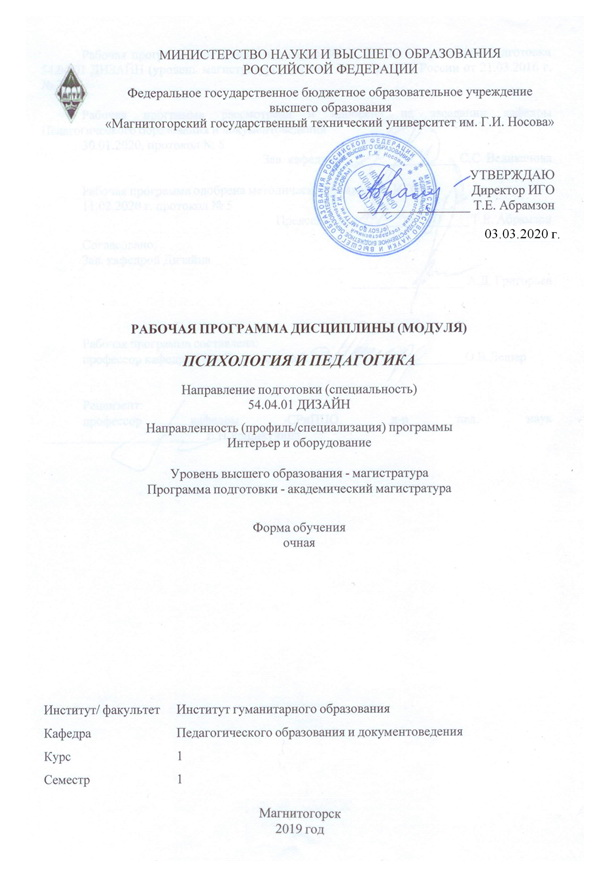 МИНИСТЕРСТВО НАУКИ И ВЫСШЕГО ОБРАЗОВАНИЯ
РОССИЙСКОЙ ФЕДЕРАЦИИ
Федеральное государственное бюджетное образовательное учреждение
высшего образования
«Магнитогорский государственный технический университет им. Г.И. Носова»
УТВЕРЖДАЮ
Директор ИГО
Т.Е. Абрамзон
03.03.2020 г.
РАБОЧАЯ ПРОГРАММА ДИСЦИПЛИНЫ (МОДУЛЯ)
ПСИХОЛОГИЯ И ПЕДАГОГИКА
Направление подготовки (специальность)
54.04.01 ДИЗАЙН
Направленность (профиль/специализация) программы
Интерьер и оборудование
Уровень высшего образования - магистратура
Программа подготовки - академический магистратура
Форма обучения
очная
Институт/ факультет Институт гуманитарного образования
Кафедра Педагогического образования и документоведения
Курс 1
Семестр 1
Магнитогорск
2019 год